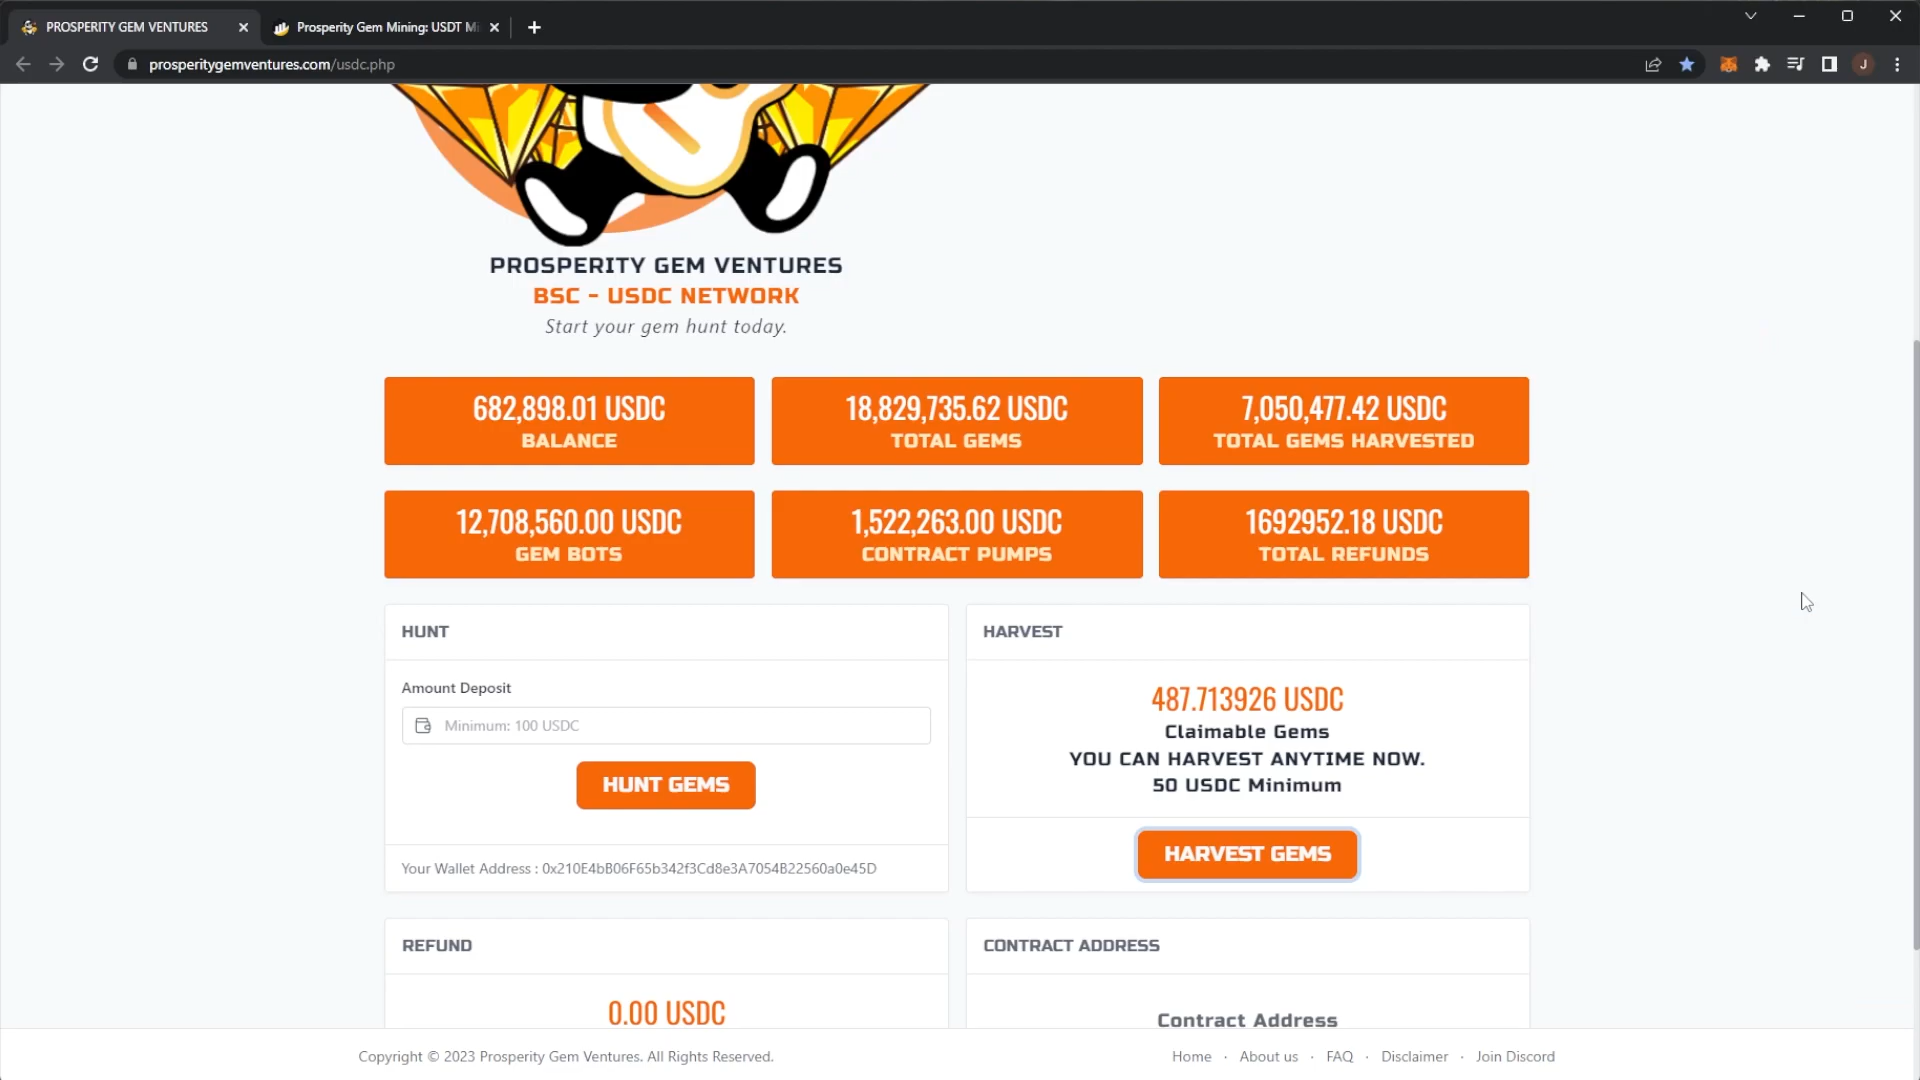 PROSPERITY GEM VENTURES
Prosperity Gem Mining: USDT M
prosperitygemventures.com/usdc.php
J
PROSPERITY GEM VENTURES
BSC - USDC NETWORK
Start your gem hunt today.
682,898.01 USDC
BALANCE
18,829,735.62 USDC
TOTAL GEMS
7,050,477.42 USDC
TOTAL GEMS HARVESTED
12,708,560.00 USDC
GEM BOTS
1,522,263.00 USDC
CONTRACT PUMPS
1692952.18 USDC
TOTAL REFUNDS
HUNT
Amount Deposit
Minimum: 100 USDC
HUNT GEMS
Your Wallet Address : 0x210E4bB06F65b342f3Cd8e3A7054B22560a0e45D
HARVEST
487.713926 USDC
Claimable Gems
YOU CAN HARVEST ANYTIME NOW.
50 USDC Minimum
HARVEST GEMS
REFUND
0.00 USDC
CONTRACT ADDRESS
Contract Address
Copyright © 2023 Prosperity Gem Ventures. All Rights Reserved.
Home · About us · FAQ · Disclaimer · Join Discord